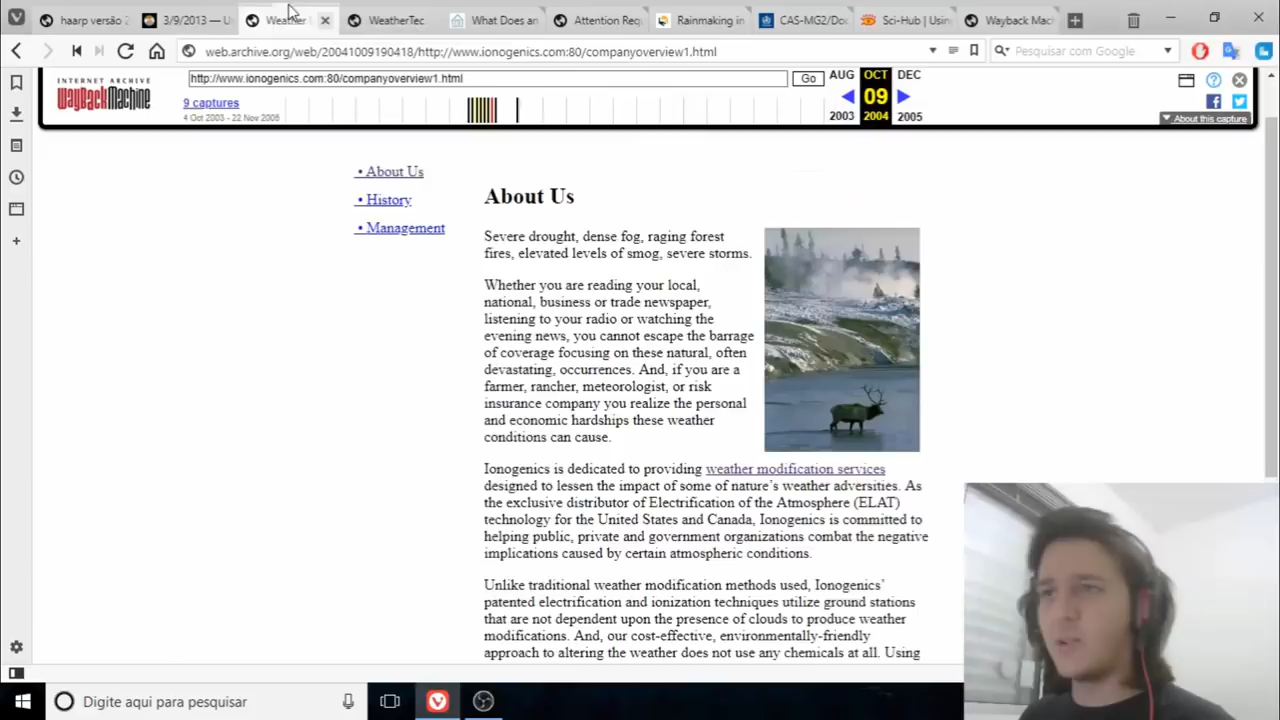 haarp versão 2
3/9/2013 — U
Weather
WeatherTec
What Does an
Attention Req
Rainmaking in
CAS-MG2/Do
Sci-Hub | Usin
Wayback Mac
web.archive.org/web/20041009190418/http://www.ionogenics.com:80/companyoverview1.html
Pesquisar com Google
INTERNET ARCHIVE
WayBackMachine
http://www.ionogenics.com:80/companyoverview1.html
Go
AUG
OCT
DEC
9 captures
09
4 Oct 2003 - 22 Nov 2005
2003
2004
2005
About this capture
• About Us
• History
• Management
About Us
Severe drought, dense fog, raging forest
fires, elevated levels of smog, severe storms.
Whether you are reading your local,
national, business or trade newspaper,
listening to your radio or watching the
evening news, you cannot escape the barrage
of coverage focusing on these natural, often
devastating, occurrences. And, if you are a
farmer, rancher, meteorologist, or risk
insurance company you realize the personal
and economic hardships these weather
conditions can cause.
Ionogenics is dedicated to providing weather modification services
designed to lessen the impact of some of nature's weather adversities. As
the exclusive distributor of Electrification of the Atmosphere (ELAT)
technology for the United States and Canada, Ionogenics is committed to
helping public, private and government organizations combat the negative
implications caused by certain atmospheric conditions.
Unlike traditional weather modification methods used, Ionogenics'
patented electrification and ionization techniques utilize ground stations
that are not dependent upon the presence of clouds to produce weather
modifications. And, our cost-effective, environmentally-friendly
approach to altering the weather does not use any chemicals at all. Using
Digite aqui para pesquisar